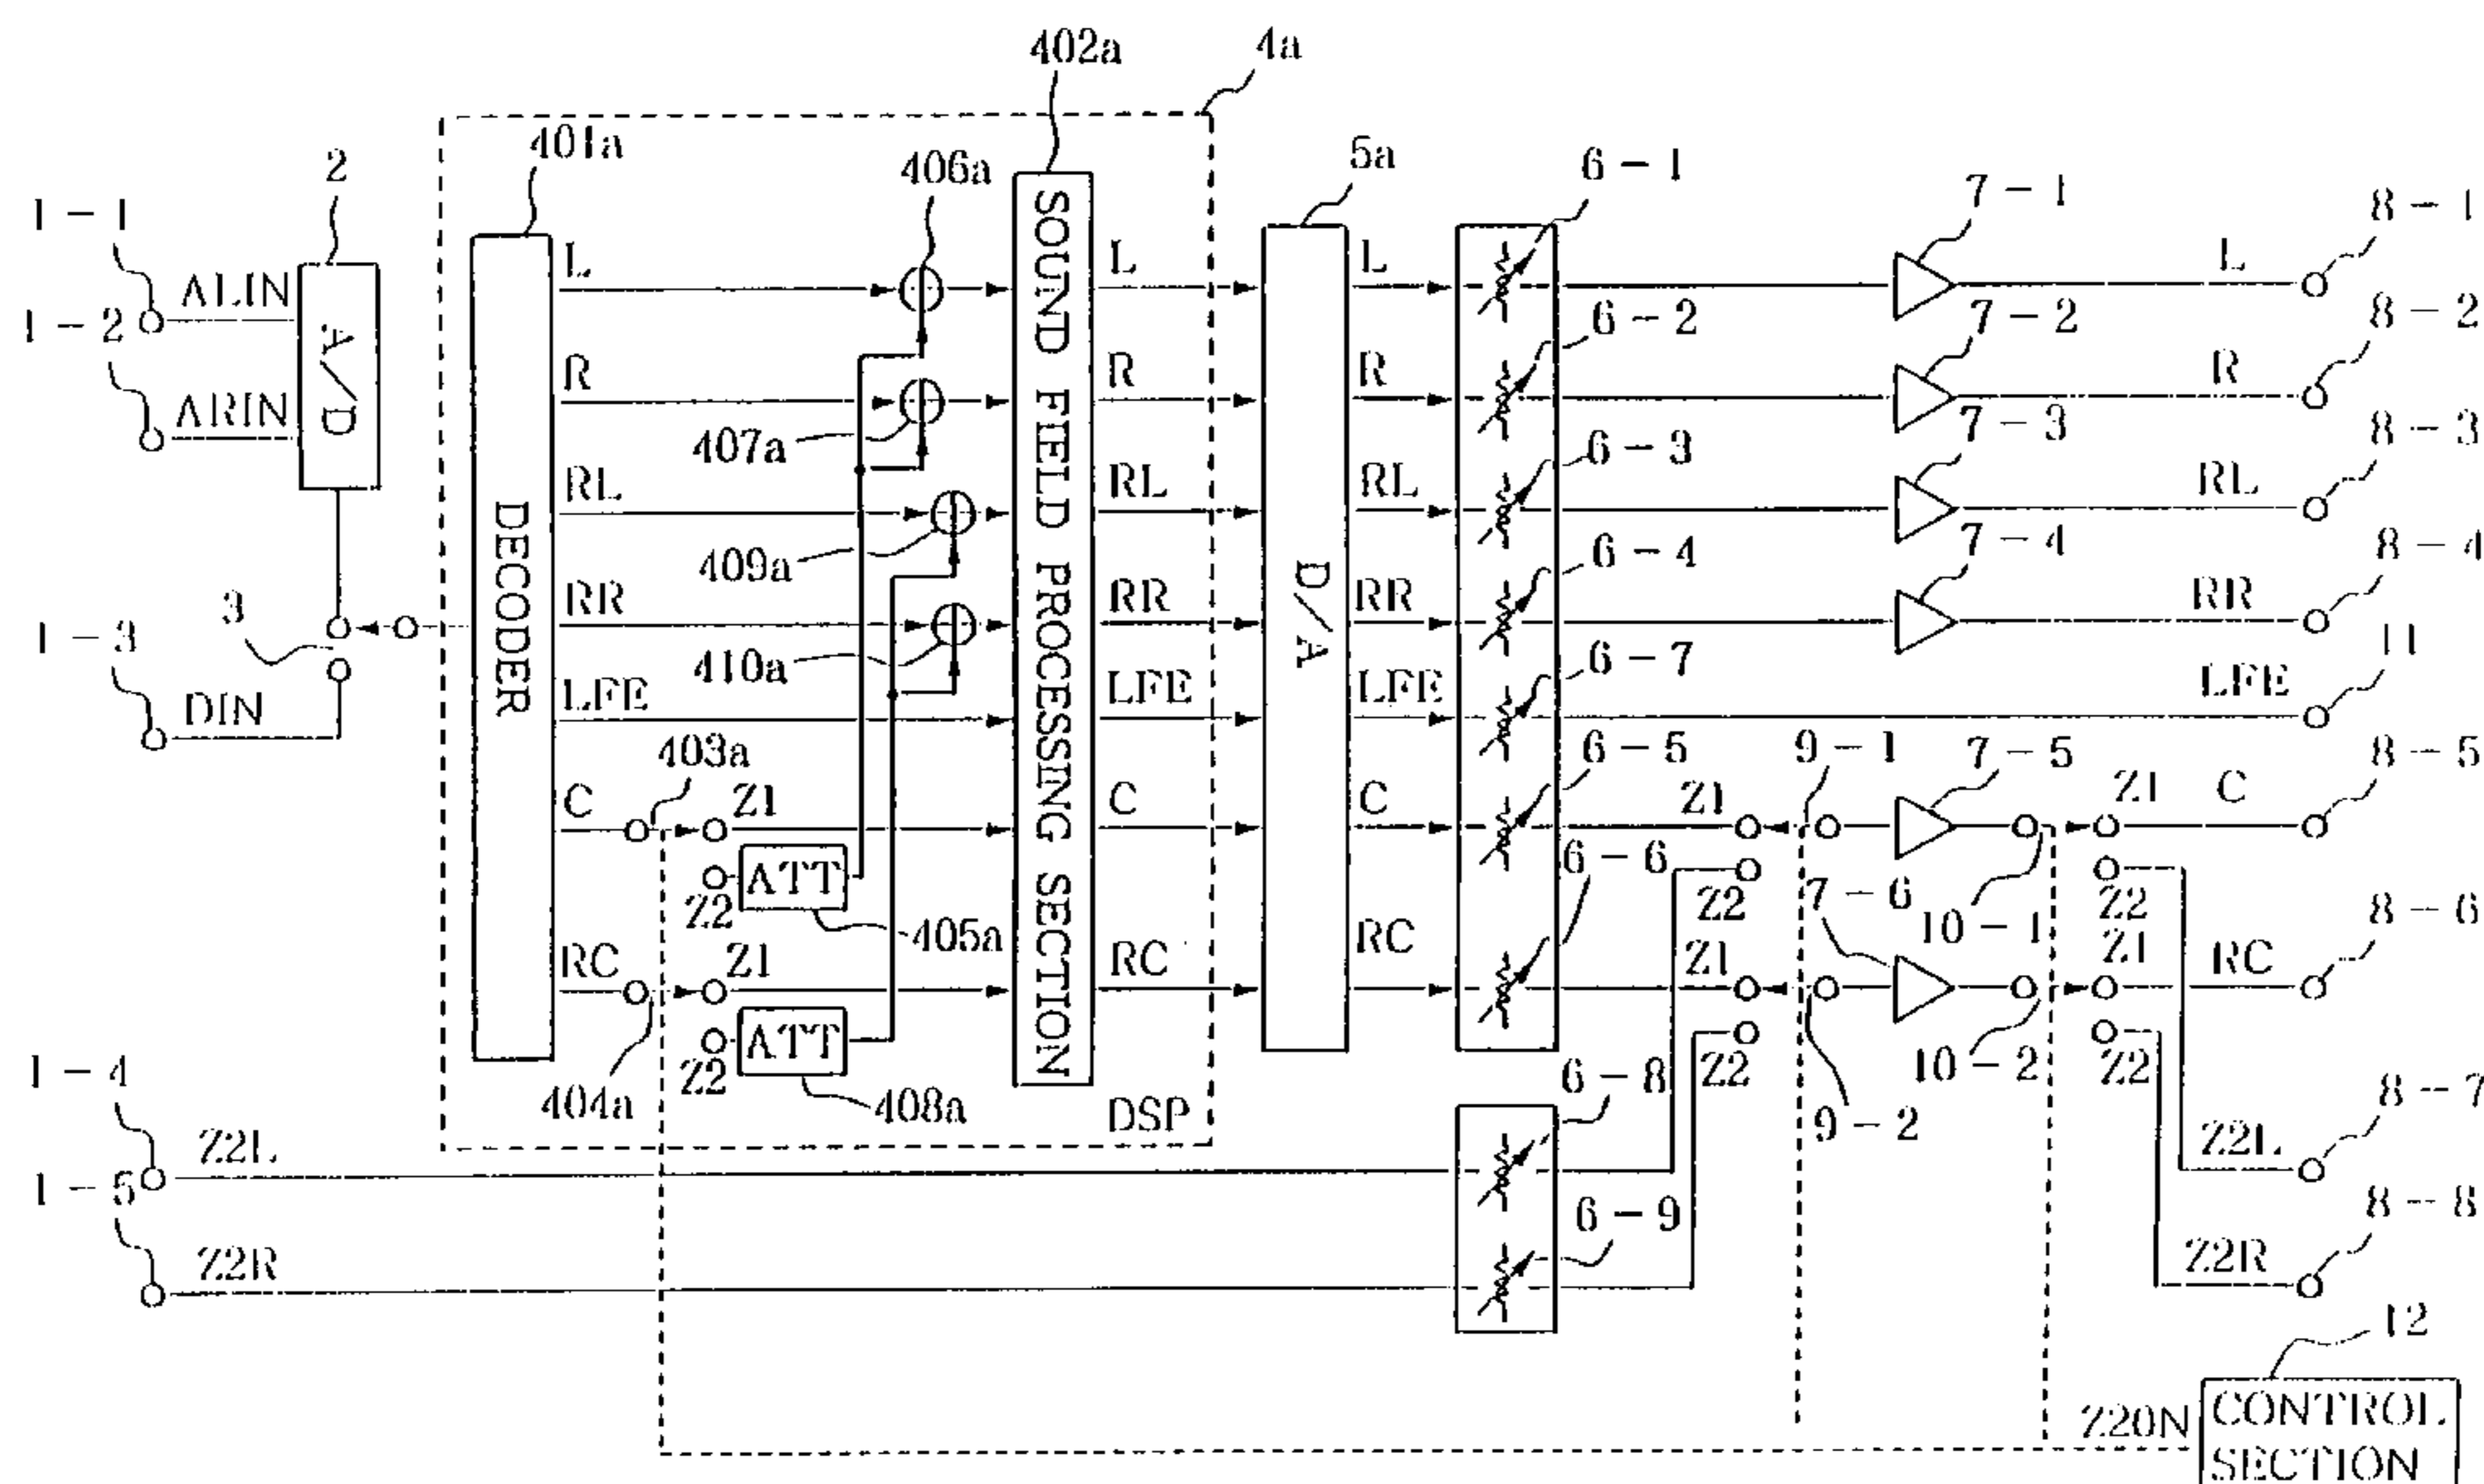 402a
4a
401a
2
406a
5a
6-1
7-1
8-1
1-1
ALIN
A/D
L
L
L
L
1-2
6-2
7-2
8-2
ARIN
R
407a
R
R
R
6-3
7-3
8-3
DECODER
SOUND FIELD PROCESSING SECTION
D/A
RL
409a
RL
RL
RL
6-4
7-4
8-4
1-3
3
RR
410a
RR
RR
RR
6-7
11
DIN
LFE
LFE
LFE
LFE
403a
6-5
9-1
7-5
8-5
C
Z1
C
C
Z1
Z1
C
ATT
Z2
405a
6-6
Z2
7-6
10-1
Z2
8-6
RC
Z1
RC
RC
Z1
Z1
RC
ATT
Z2
404a
408a
DSP
6-8
Z2
9-2
10-2
Z2
8-7
1-4
Z2L
Z2L
1-5
6-9
8-8
Z2R
Z2R
12
Z2ON
CONTROL
SECTION